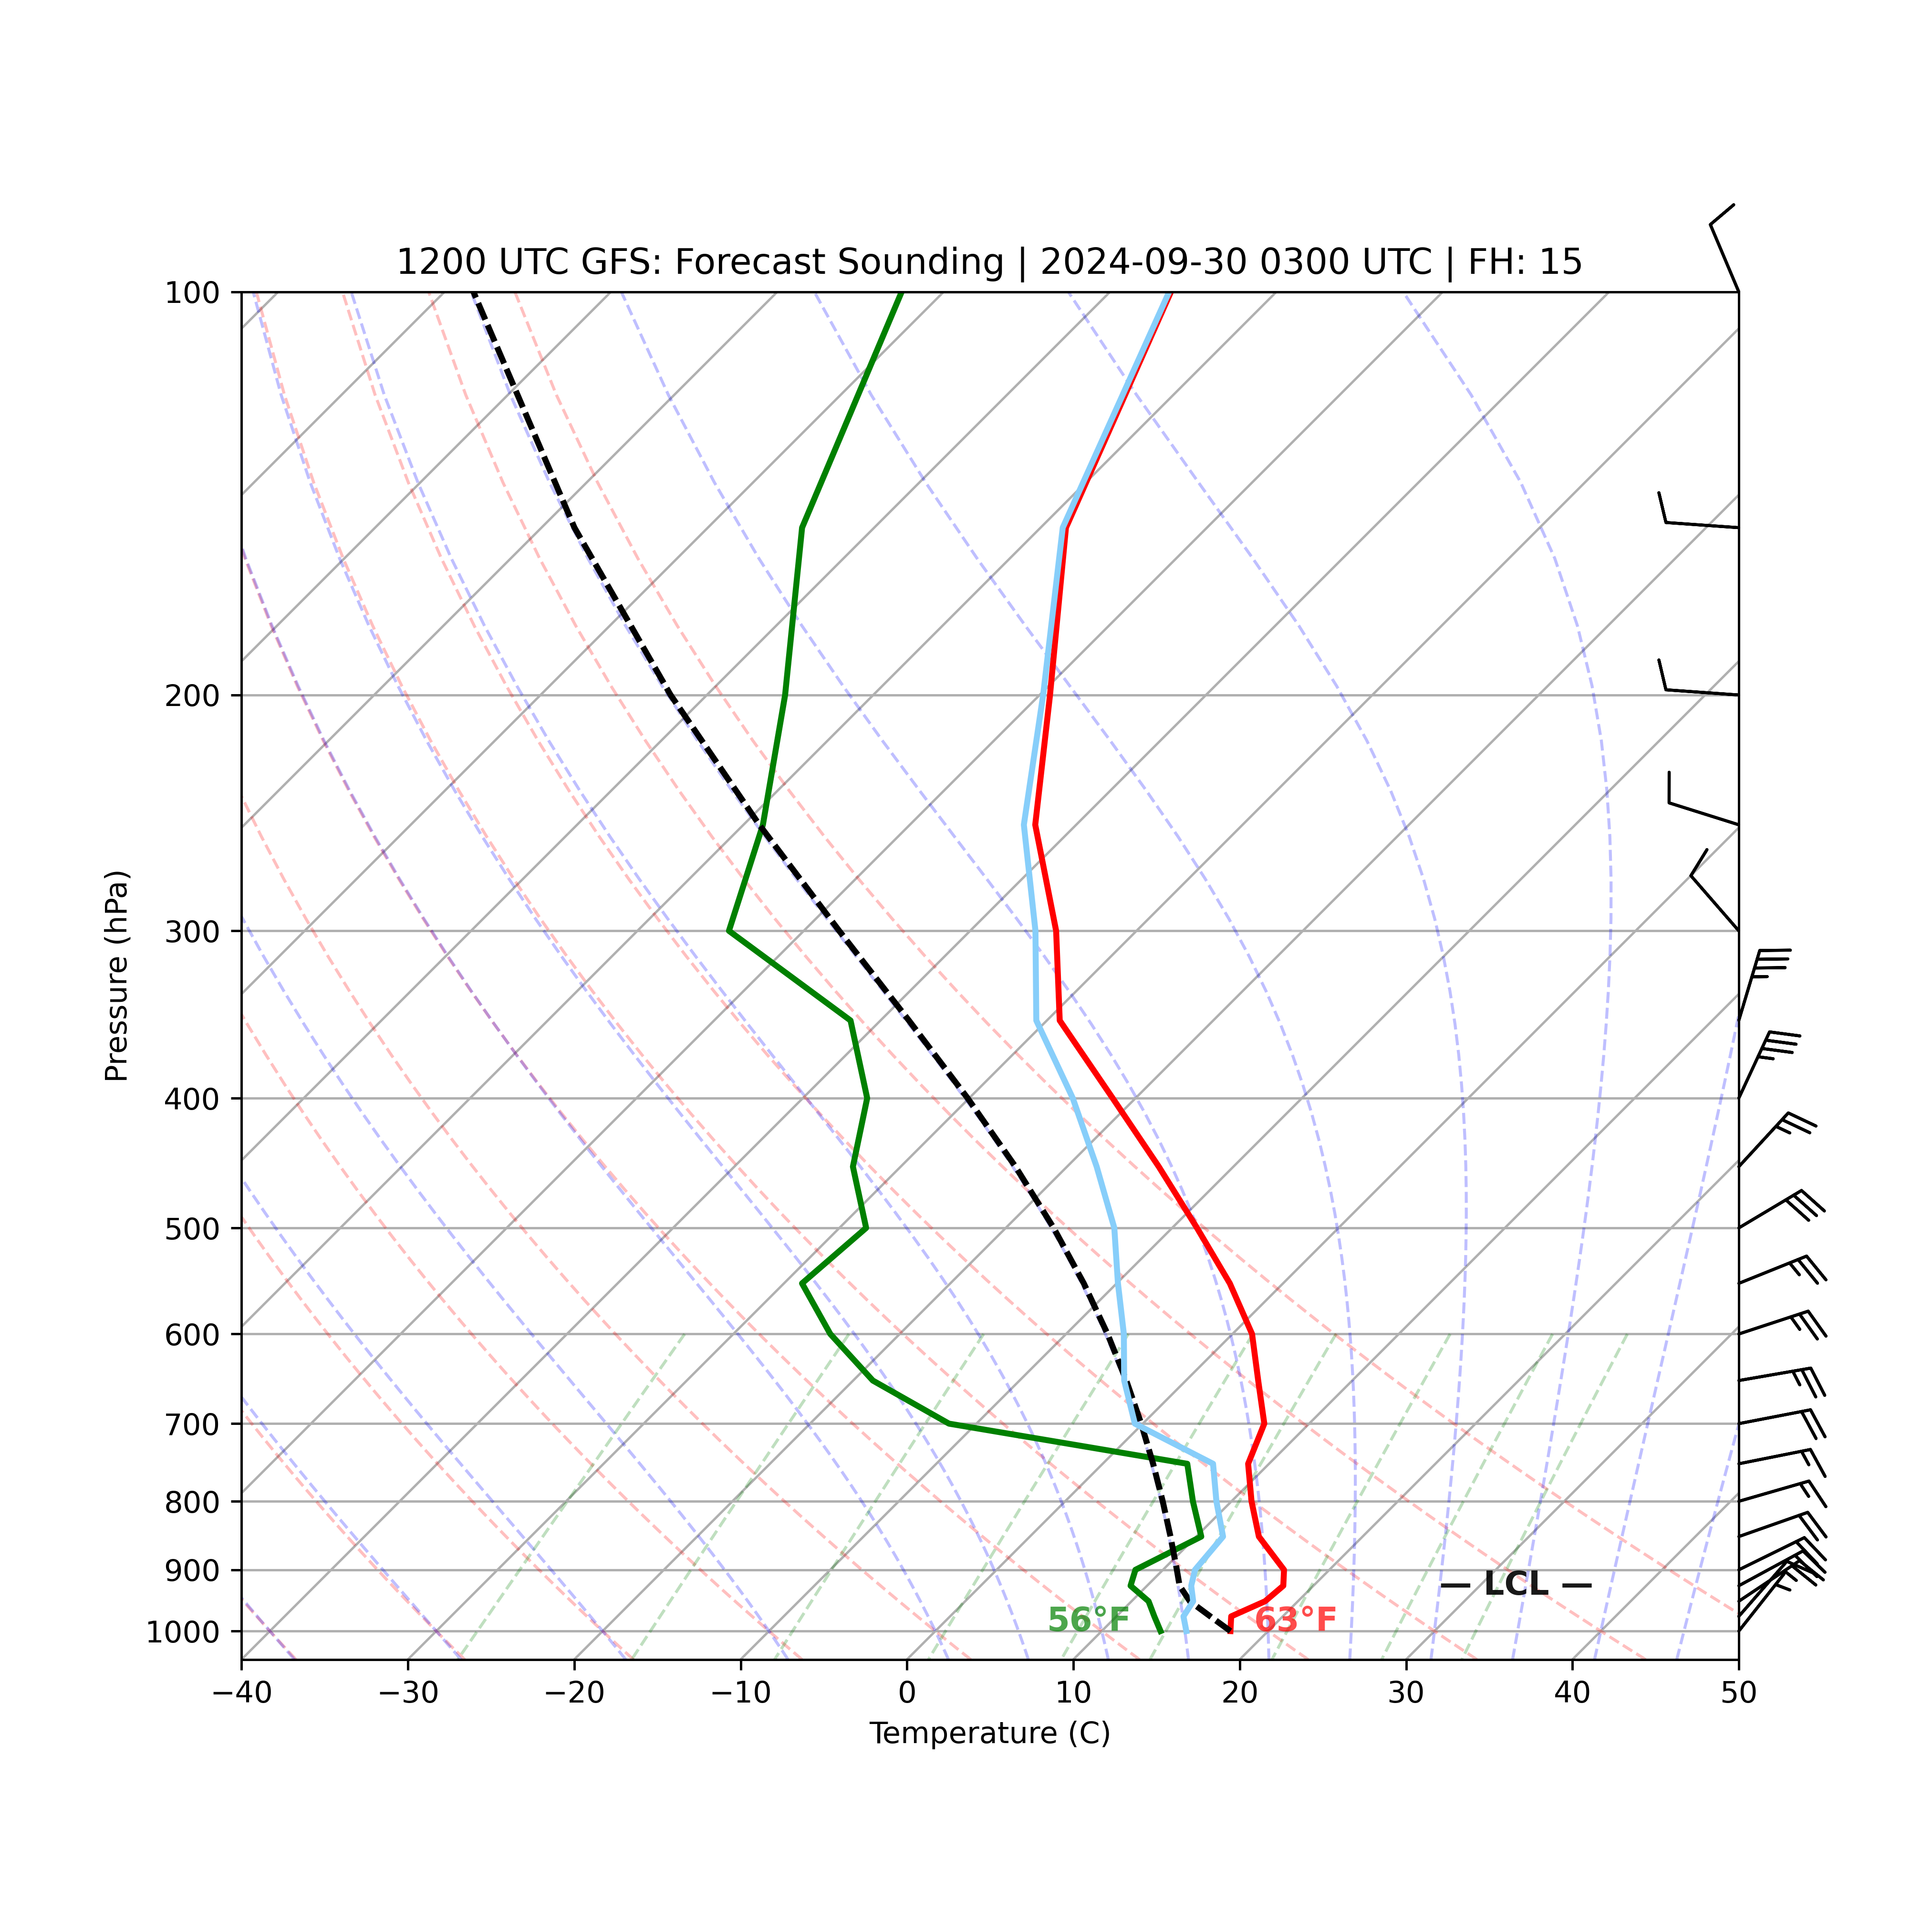 1200 UTC GFS: Forecast Sounding | 2024-09-30 0300 UTC | FH: 15
100
200
300
400
500
600
700
800
900
1000
Pressure (hPa)
— LCL —
56°F
63°F
−40 −30 −20 −10 0 10 20 30 40 50
Temperature (C)